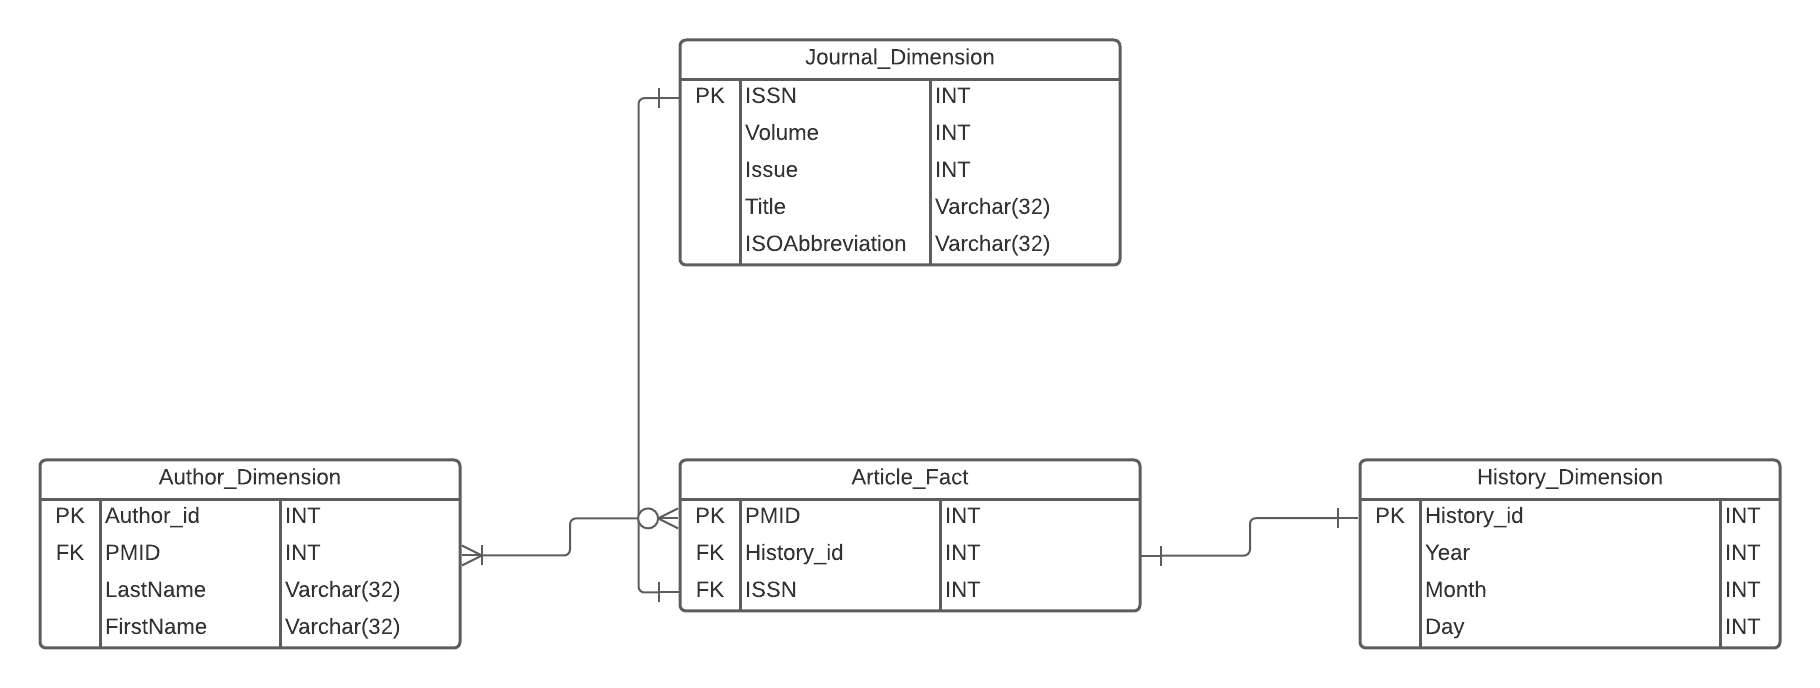 Journal_Dimension
PK ISSN INT
Volume INT
Issue INT
Title Varchar(32)
ISOAbbreviation Varchar(32)
Author_Dimension
PK Author_id INT
FK PMID INT
LastName Varchar(32)
FirstName Varchar(32)
Article_Fact
PK PMID INT
FK History_id INT
FK ISSN INT
History_Dimension
PK History_id INT
Year INT
Month INT
Day INT